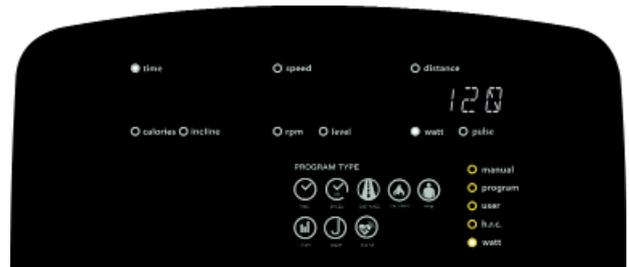 time speed distance
120
calories incline rpm level watt pulse
PROGRAM TYPE
manual
program
user
h.r.c.
watt